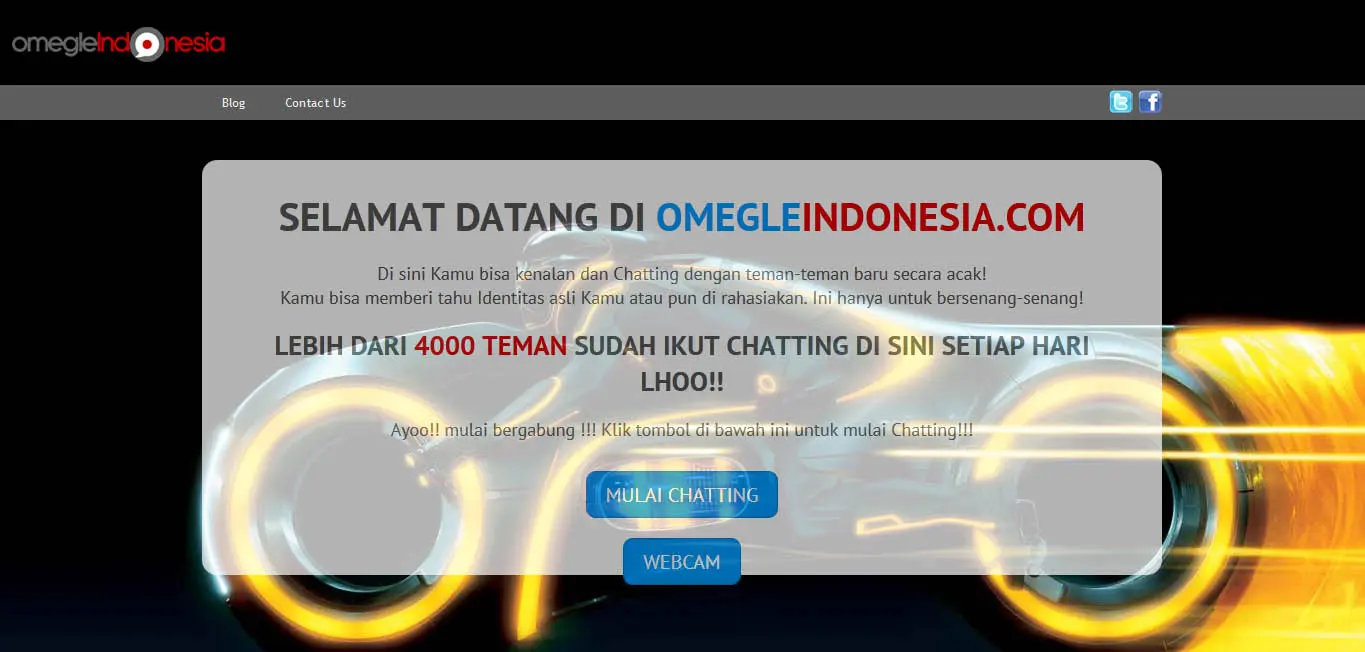 omegleIndonesia
Blog
Contact Us
SELAMAT DATANG DI OMEGLEINDONESIA.COM
Di sini Kamu bisa kenalan dan Chatting dengan teman-teman baru secara acak!
Kamu bisa memberi tahu Identitas asli Kamu atau pun di rahasiakan. Ini hanya untuk bersenang-senang!
LEBIH DARI 4000 TEMAN SUDAH IKUT CHATTING DI SINI SETIAP HARI
LHOO!!
Ayoo!! mulai bergabung !!! Klik tombol di bawah ini untuk mulai Chatting!!!
MULAI CHATTING
WEBCAM